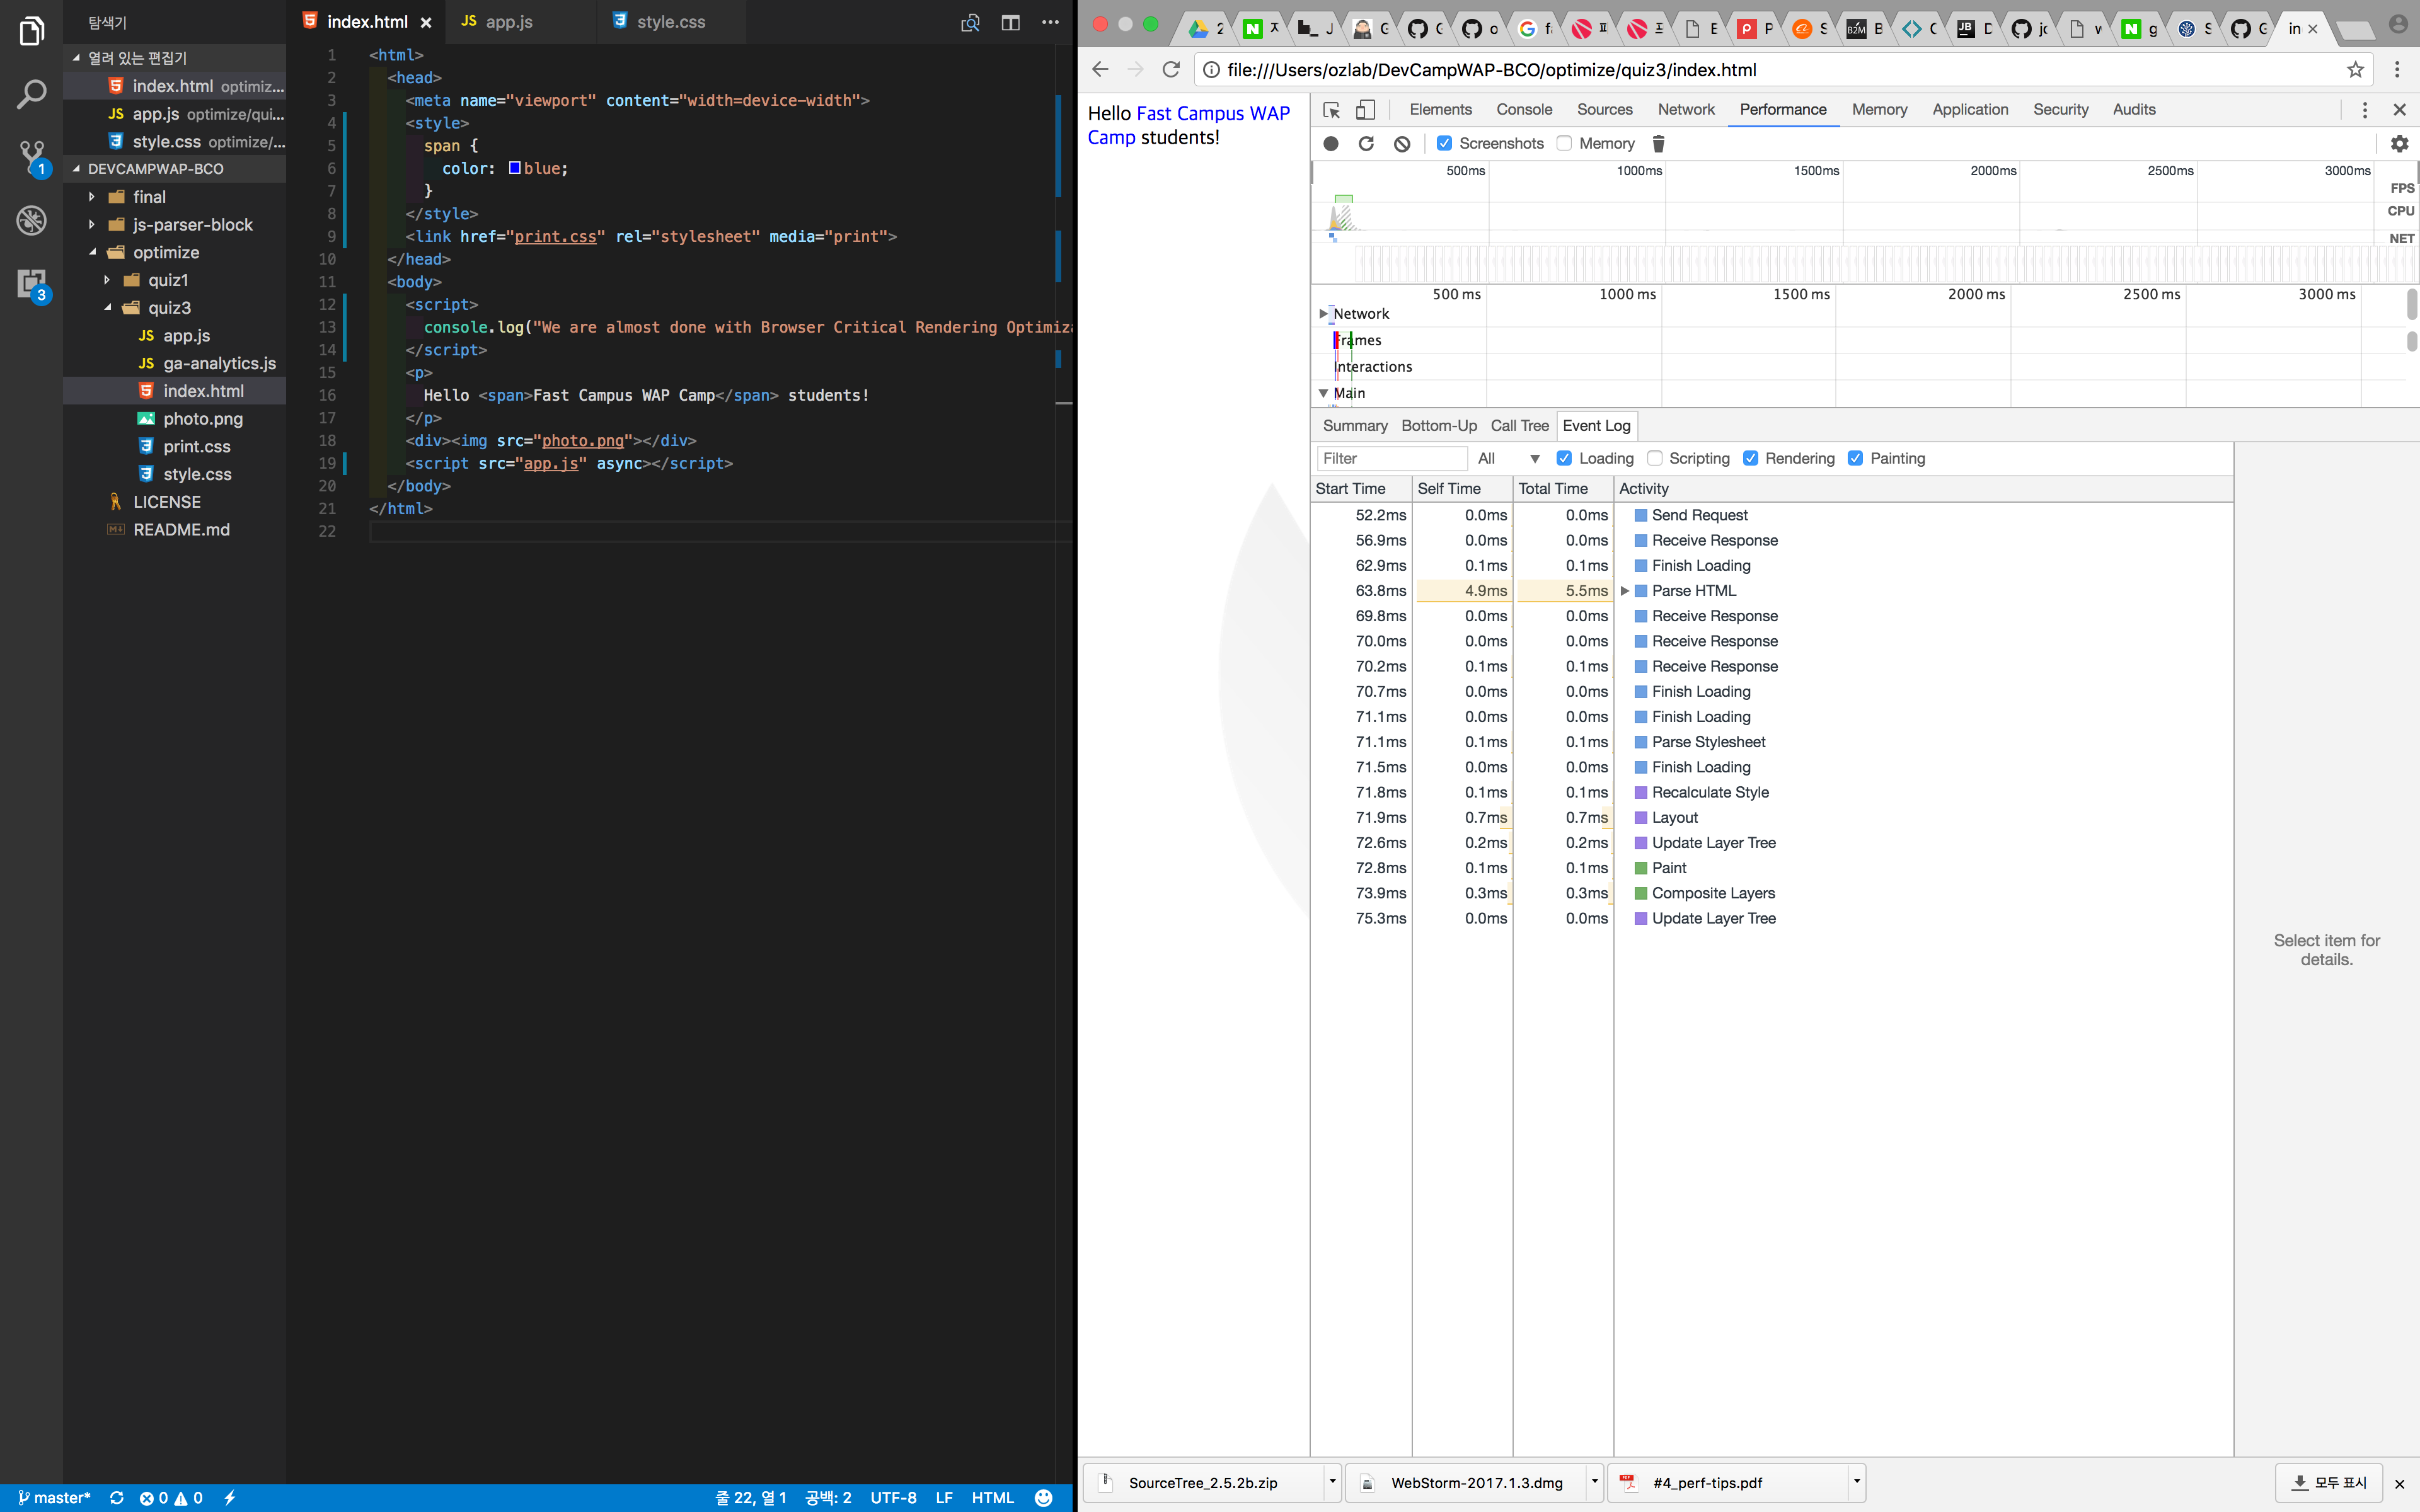 탐색기
열려 있는 편집기
index.html optimiz...
app.js optimize/qui...
style.css optimize/...
DEVCAMPWAP-BCO
final
js-parser-block
optimize
quiz1
quiz3
app.js
ga-analytics.js
index.html
photo.png
print.css
style.css
LICENSE
README.md
1
3
index.html
app.js
style.css
1 <html>
2 <head>
3 <meta name="viewport" content="width=device-width">
4 <style>
5 span {
6 color: blue;
7 }
8 </style>
9 <link href="print.css" rel="stylesheet" media="print">
10 </head>
11 <body>
12 <script>
13 console.log("We are almost done with Browser Critical Rendering Optimiz
14 </script>
15 <p>
16 Hello <span>Fast Campus WAP Camp</span> students!
17 </p>
18 <div><img src="photo.png"></div>
19 <script src="app.js" async></script>
20 </body>
21 </html>
22
master* 0 0
줄 22, 열 1 공백: 2 UTF-8 LF HTML
file:///Users/ozlab/DevCampWAP-BCO/optimize/quiz3/index.html
Hello Fast Campus WAP
Camp students!
Elements Console Sources Network Performance Memory Application Security Audits
Screenshots Memory
500ms 1000ms 1500ms 2000ms 2500ms 3000ms
FPS
CPU
NET
500 ms 1000 ms 1500 ms 2000 ms 2500 ms 3000 ms
Network
Frames
Interactions
Main
Summary Bottom-Up Call Tree Event Log
Filter All Loading Scripting Rendering Painting
Start Time Self Time Total Time Activity
52.2ms 0.0ms 0.0ms Send Request
56.9ms 0.0ms 0.0ms Receive Response
62.9ms 0.1ms 0.1ms Finish Loading
63.8ms 4.9ms 5.5ms Parse HTML
69.8ms 0.0ms 0.0ms Receive Response
70.0ms 0.0ms 0.0ms Receive Response
70.2ms 0.1ms 0.1ms Receive Response
70.7ms 0.0ms 0.0ms Finish Loading
71.1ms 0.0ms 0.0ms Finish Loading
71.1ms 0.1ms 0.1ms Parse Stylesheet
71.5ms 0.0ms 0.0ms Finish Loading
71.8ms 0.1ms 0.1ms Recalculate Style
71.9ms 0.7ms 0.7ms Layout
72.6ms 0.2ms 0.2ms Update Layer Tree
72.8ms 0.1ms 0.1ms Paint
73.9ms 0.3ms 0.3ms Composite Layers
75.3ms 0.0ms 0.0ms Update Layer Tree
Select item for
details.
SourceTree_2.5.2b.zip
WebStorm-2017.1.3.dmg
#4_perf-tips.pdf
모두 표시